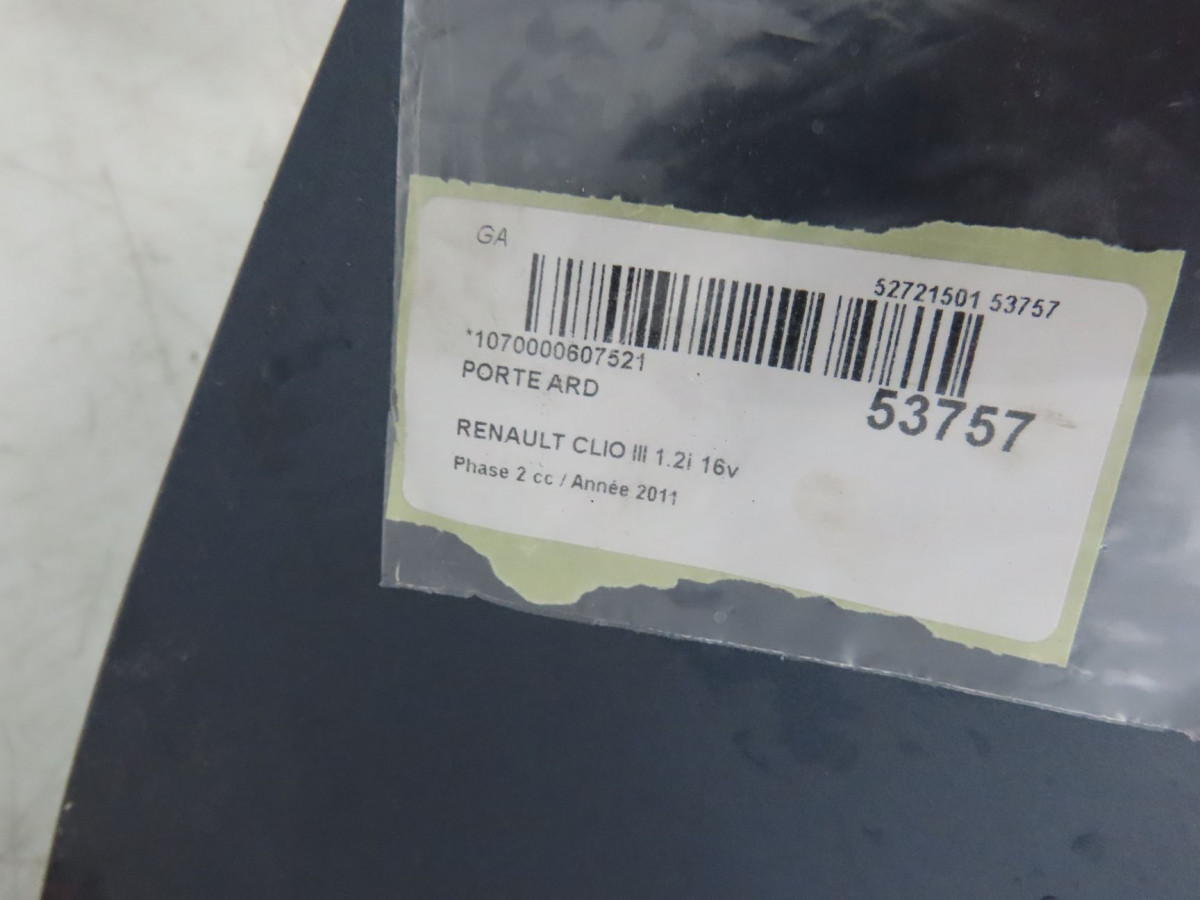 GA
52721501 53757
*1070000607521
PORTE ARD
53757
RENAULT CLIO III 1.2i 16v
Phase 2 cc / Année 2011